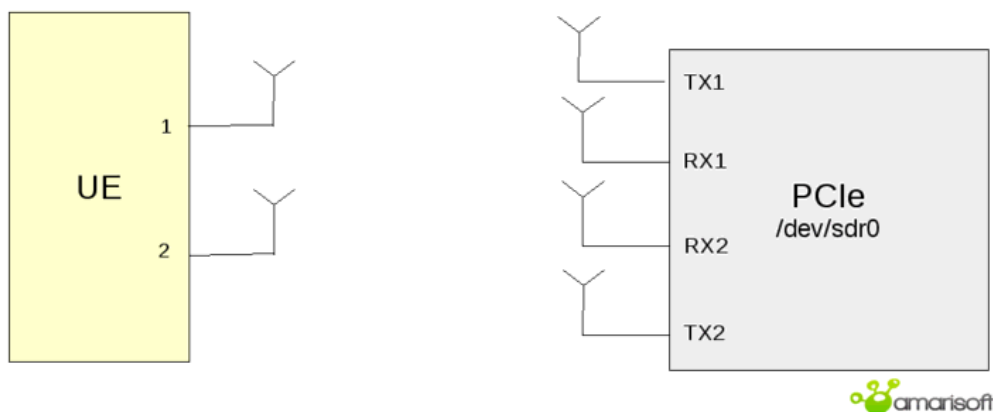 UE
1
2
TX1
RX1
RX2
TX2
PCIe
/dev/sdr0
amarisoft